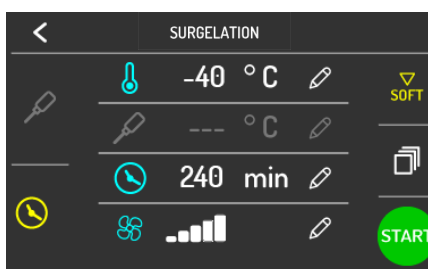 SURGELATION
-40 °C
SOFT
--- °C
240 min
START